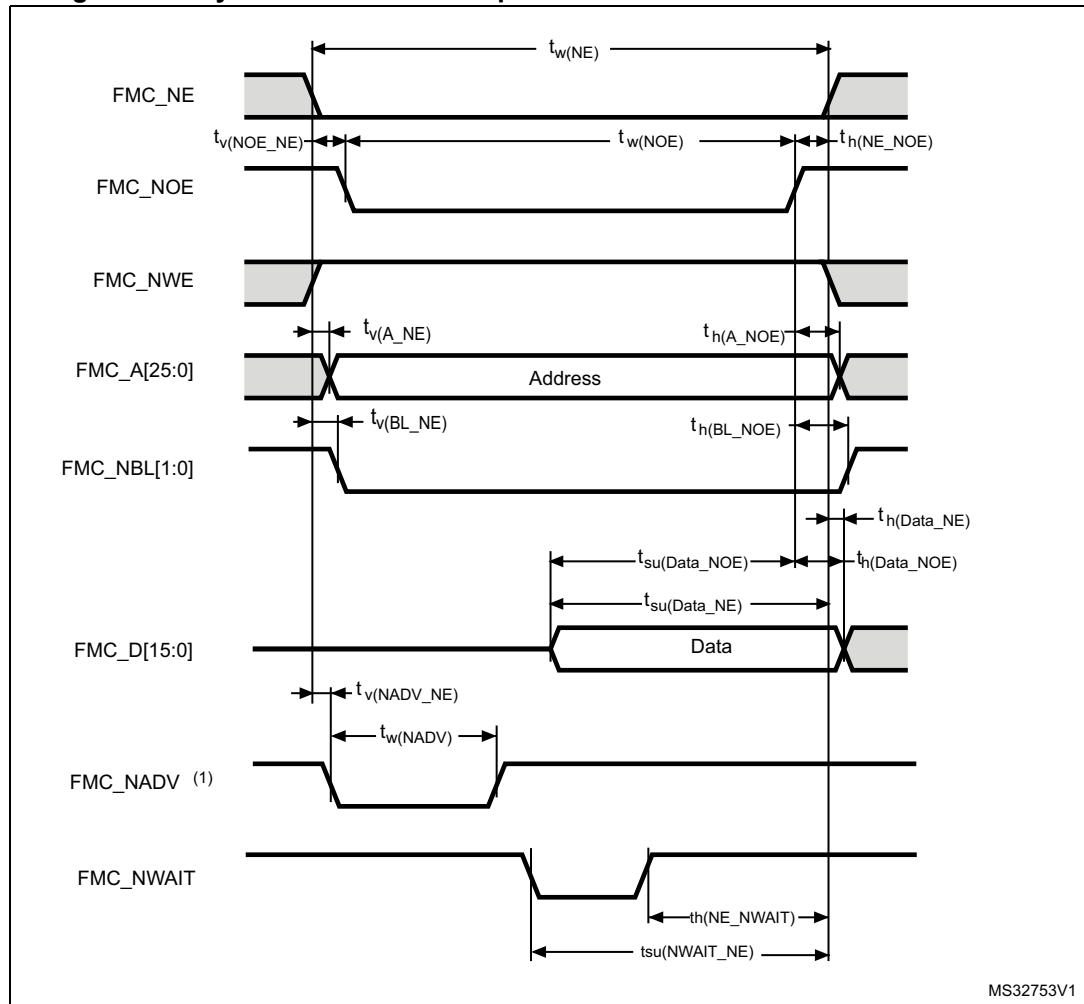 tw(NE)
FMC_NE
tv(NOE_NE)
tw(NOE)
th(NE_NOE)
FMC_NOE
FMC_NWE
tv(A_NE)
th(A_NOE)
FMC_A[25:0]
Address
tv(BL_NE)
th(BL_NOE)
FMC_NBL[1:0]
th(Data_NE)
tsu(Data_NOE)
th(Data_NOE)
tsu(Data_NE)
FMC_D[15:0]
Data
tv(NADV_NE)
tw(NADV)
FMC_NADV (1)
FMC_NWAIT
th(NE_NWAIT)
tsu(NWAIT_NE)
MS32753V1